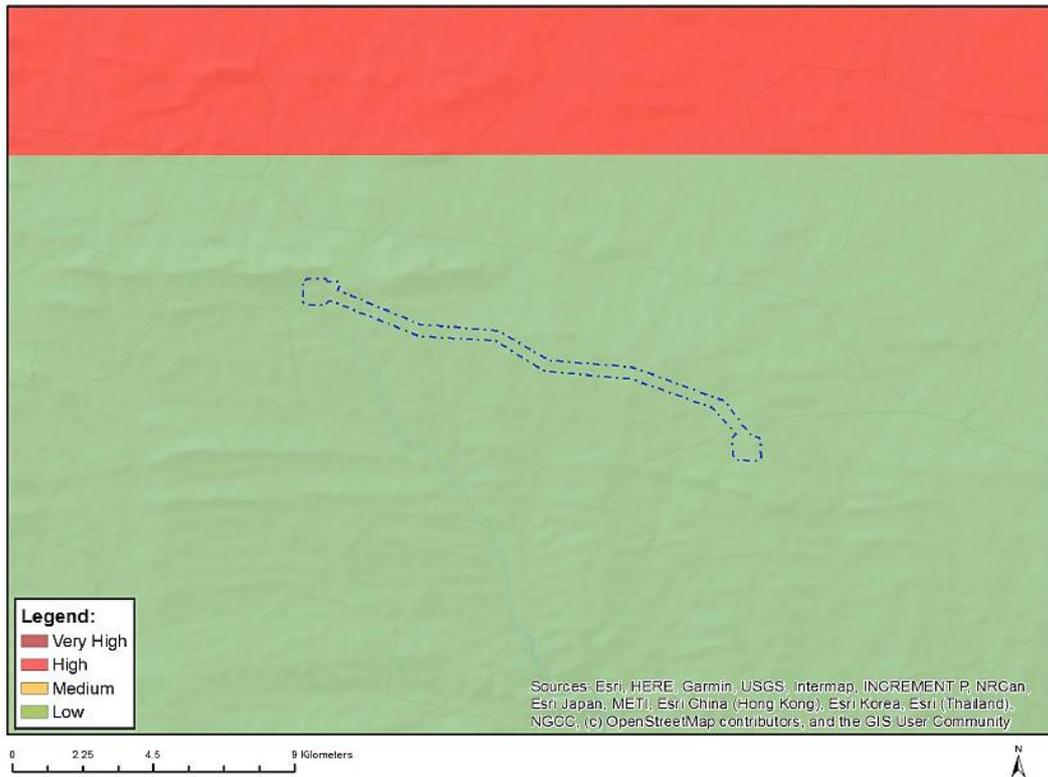 Legend:
Very High
High
Medium
Low
Sources: Esri, HERE, Garmin, USGS, Intermap, INCREMENT P, NRCan,
Esri Japan, METI, Esri China (Hong Kong), Esri Korea, Esri (Thailand),
NGCC, (c) OpenStreetMap contributors, and the GIS User Community
0 2.25 4.5 9 Kilometers
N